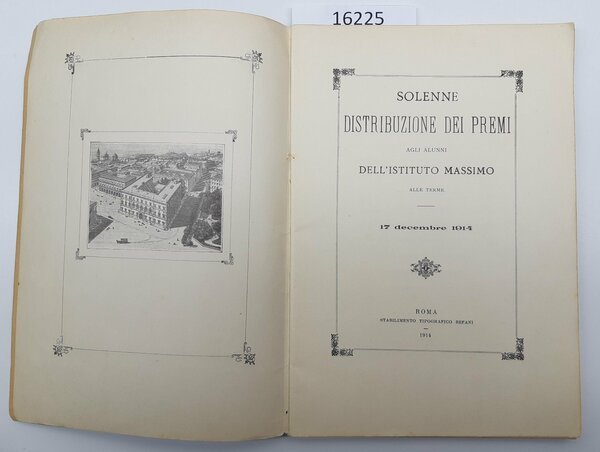 16225
SOLENNE
DISTRIBUZIONE DEI PREMI
AGLI ALUNNI
DELL'ISTITUTO MASSIMO
ALLE TERME
17 decembre 1914
ROMA
STABILIMENTO TIPOGRAFICO BEFANI
1914